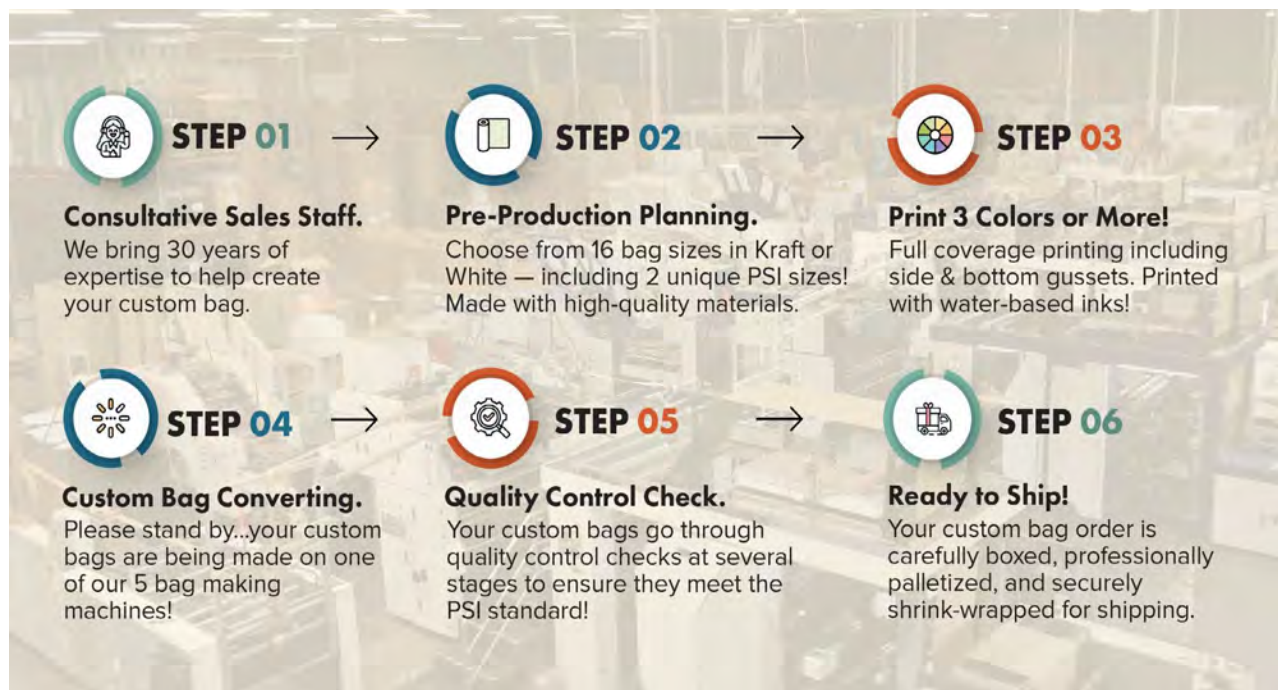 STEP 01
STEP 02
STEP 03
Consultative Sales Staff.
We bring 30 years of
expertise to help create
your custom bag.
Pre-Production Planning.
Choose from 16 bag sizes in Kraft or
White — including 2 unique PSI sizes!
Made with high-quality materials.
Print 3 Colors or More!
Full coverage printing including
side & bottom gussets. Printed
with water-based inks!
STEP 04
STEP 05
STEP 06
Custom Bag Converting.
Please stand by...your custom
bags are being made on one
of our 5 bag making
machines!
Quality Control Check.
Your custom bags go through
quality control checks at several
stages to ensure they meet the
PSI standard!
Ready to Ship!
Your custom bag order is
carefully boxed, professionally
palletized, and securely
shrink-wrapped for shipping.